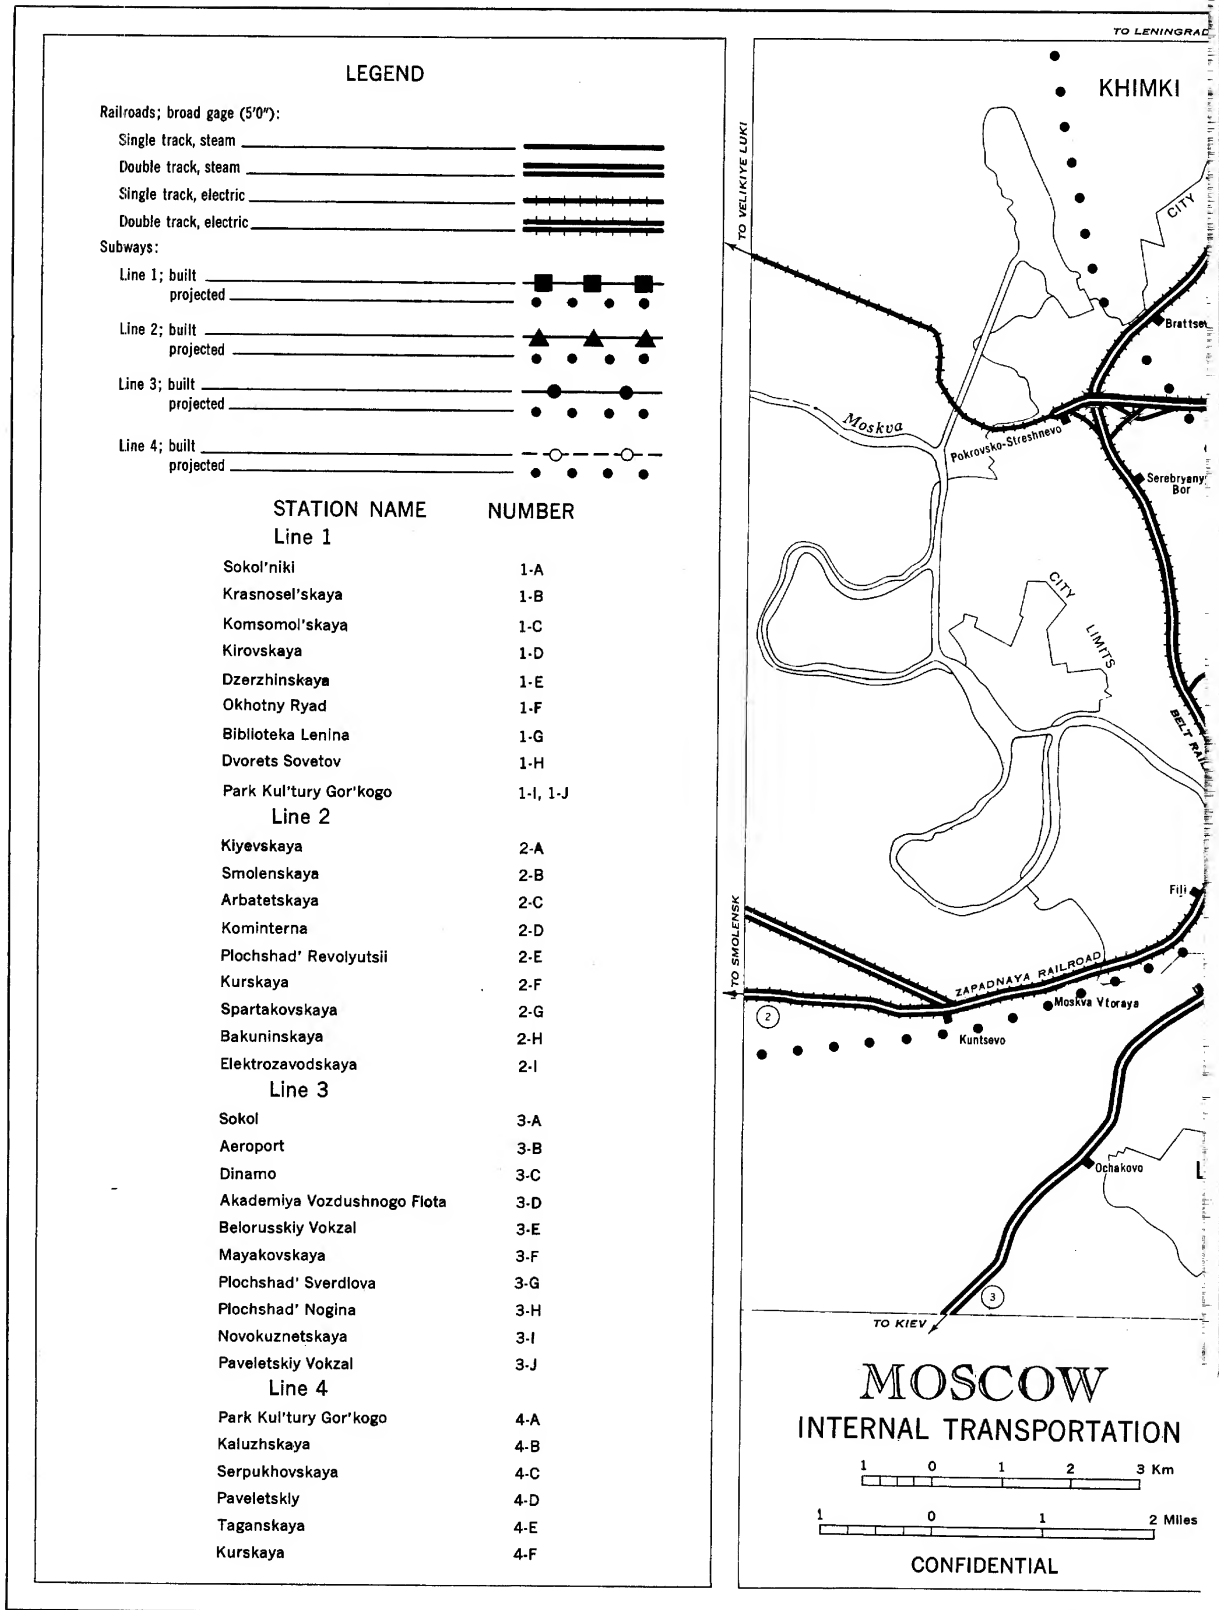 LEGEND
Railroads; broad gage (5'0"):
Single track, steam
Double track, steam
Single track, electric
Double track, electric
Subways:
Line 1; built
projected
Line 2; built
projected
Line 3; built
projected
Line 4; built
projected
STATION NAME NUMBER
Line 1
Sokol'niki 1-A
Krasnosel'skaya 1-B
Komsomol'skaya 1-C
Kirovskaya 1-D
Dzerzhinskaya 1-E
Okhotny Ryad 1-F
Biblioteka Lenina 1-G
Dvorets Sovetov 1-H
Park Kul'tury Gor'kogo 1-I, 1-J
Line 2
Kiyevskaya 2-A
Smolenskaya 2-B
Arbatetskaya 2-C
Kominterna 2-D
Plochshad' Revolyutsii 2-E
Kurskaya 2-F
Spartakovskaya 2-G
Bakuninskaya 2-H
Elektrozavodskaya 2-I
Line 3
Sokol 3-A
Aeroport 3-B
Dinamo 3-C
Akademiya Vozdushnogo Flota 3-D
Belorusskiy Vokzal 3-E
Mayakovskaya 3-F
Plochshad' Sverdlova 3-G
Plochshad' Nogina 3-H
Novokuznetskaya 3-I
Paveletskiy Vokzal 3-J
Line 4
Park Kul'tury Gor'kogo 4-A
Kaluzhskaya 4-B
Serpukhovskaya 4-C
Paveletskiy 4-D
Taganskaya 4-E
Kurskaya 4-F
TO LENINGRAD
KHIMKI
TO VELIKIYE LUKI
CITY
Brattsev
Moskva
Pokrovsko-Streshnevo
Serebryany
Bor
CITY
LIMITS
BELT RAIL
Fili
TO SMOLENSK
ZAPADNAYA RAILROAD
Moskva Vtoraya
2
Kuntsevo
Ochakovo
L
3
TO KIEV
MOSCOW
INTERNAL TRANSPORTATION
1 0 1 2 3 Km
1 0 1 2 Miles
CONFIDENTIAL